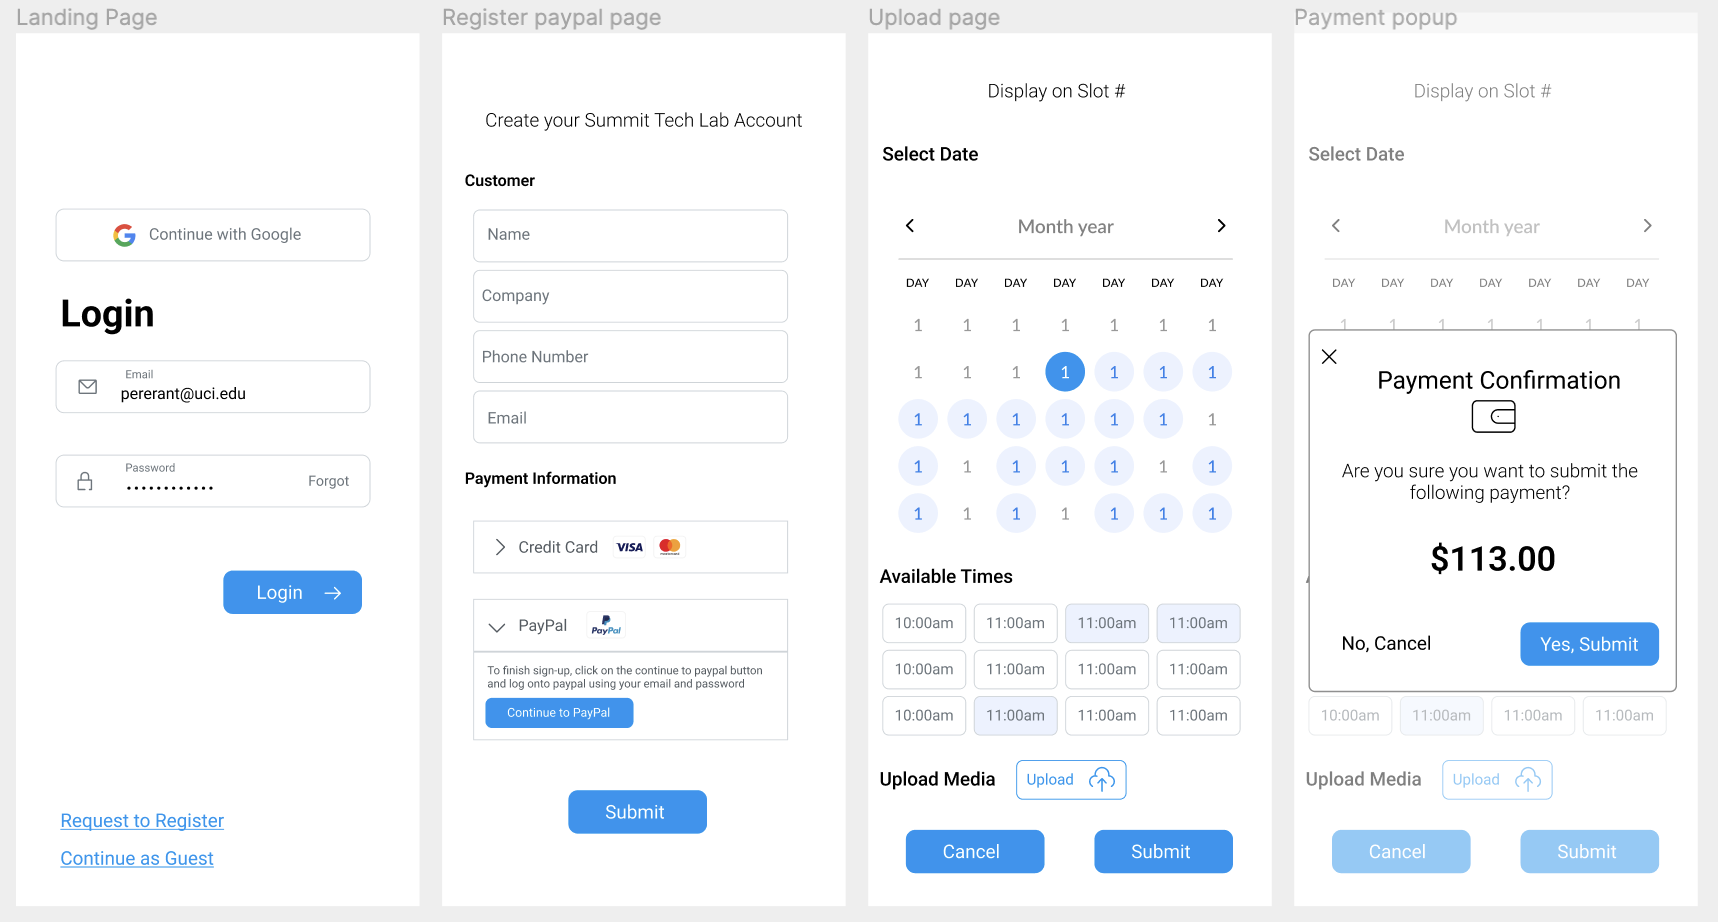 Landing Page
Continue with Google
Login
Email
pererant@uci.edu
Password
Forgot
Login
Request to Register
Continue as Guest
Register paypal page
Create your Summit Tech Lab Account
Customer
Name
Company
Phone Number
Email
Payment Information
Credit Card VISA
PayPal PayPal
To finish sign-up, click on the continue to paypal button
and log onto paypal using your email and password
Continue to PayPal
Submit
Upload page
Display on Slot #
Select Date
Month year
DAY DAY DAY DAY DAY DAY DAY
1 1 1 1 1 1 1
1 1 1 1 1 1 1
1 1 1 1 1 1 1
1 1 1 1 1 1 1
1 1 1 1 1 1 1
Available Times
10:00am 11:00am 11:00am 11:00am
10:00am 11:00am 11:00am 11:00am
10:00am 11:00am 11:00am 11:00am
Upload Media Upload
Cancel Submit
Payment popup
Display on Slot #
Select Date
Month year
DAY DAY DAY DAY DAY DAY DAY
1 1 1 1 1 1 1
Payment Confirmation
Are you sure you want to submit the
following payment?
$113.00
No, Cancel Yes, Submit
10:00am 11:00am 11:00am 11:00am
Upload Media Upload
Cancel Submit